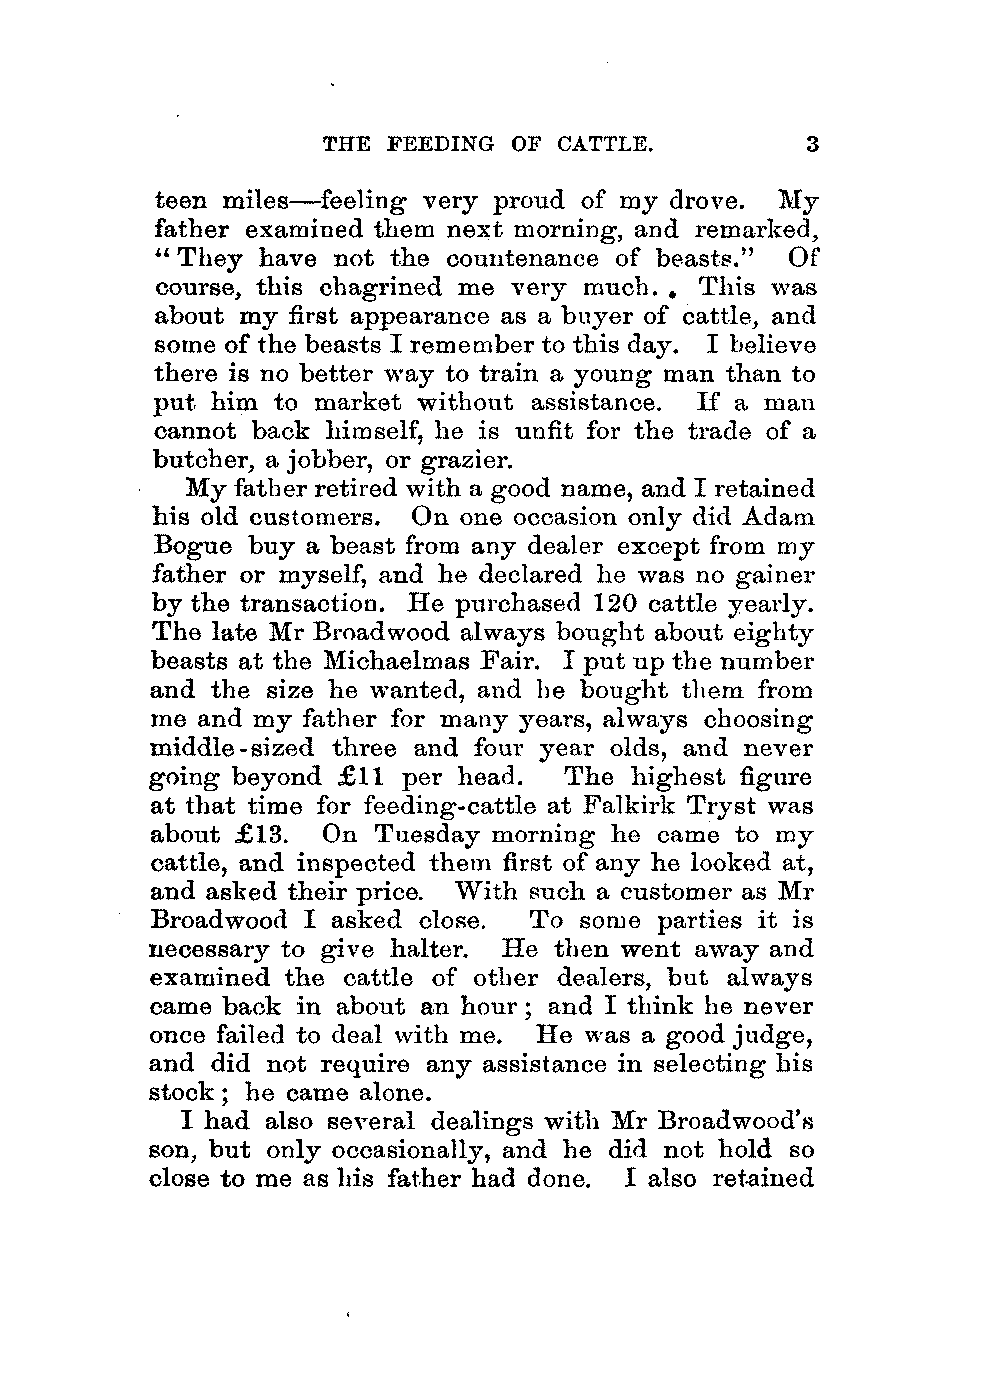 THE FEEDING OF CATTLE. 3
teen miles—feeling very proud of my drove. My
father examined them next morning, and remarked,
“They have not the countenance of beasts.” Of
course, this chagrined me very much. . This was
about my first appearance as a buyer of cattle, and
some of the beasts I remember to this day. I believe
there is no better way to train a young man than to
put him to market without assistance. If a man
cannot back himself, he is unfit for the trade of a
butcher, a jobber, or grazier.
My father retired with a good name, and I retained
his old customers. On one occasion only did Adam
Bogue buy a beast from any dealer except from my
father or myself, and he declared he was no gainer
by the transaction. He purchased 120 cattle yearly.
The late Mr Broadwood always bought about eighty
beasts at the Michaelmas Fair. I put up the number
and the size he wanted, and he bought them from
me and my father for many years, always choosing
middle-sized three and four year olds, and never
going beyond £11 per head. The highest figure
at that time for feeding-cattle at Falkirk Tryst was
about £13. On Tuesday morning he came to my
cattle, and inspected them first of any he looked at,
and asked their price. With such a customer as Mr
Broadwood I asked close. To some parties it is
necessary to give halter. He then went away and
examined the cattle of other dealers, but always
came back in about an hour; and I think he never
once failed to deal with me. He was a good judge,
and did not require any assistance in selecting his
stock; he came alone.
I had also several dealings with Mr Broadwood's
son, but only occasionally, and he did not hold so
close to me as his father had done. I also retained